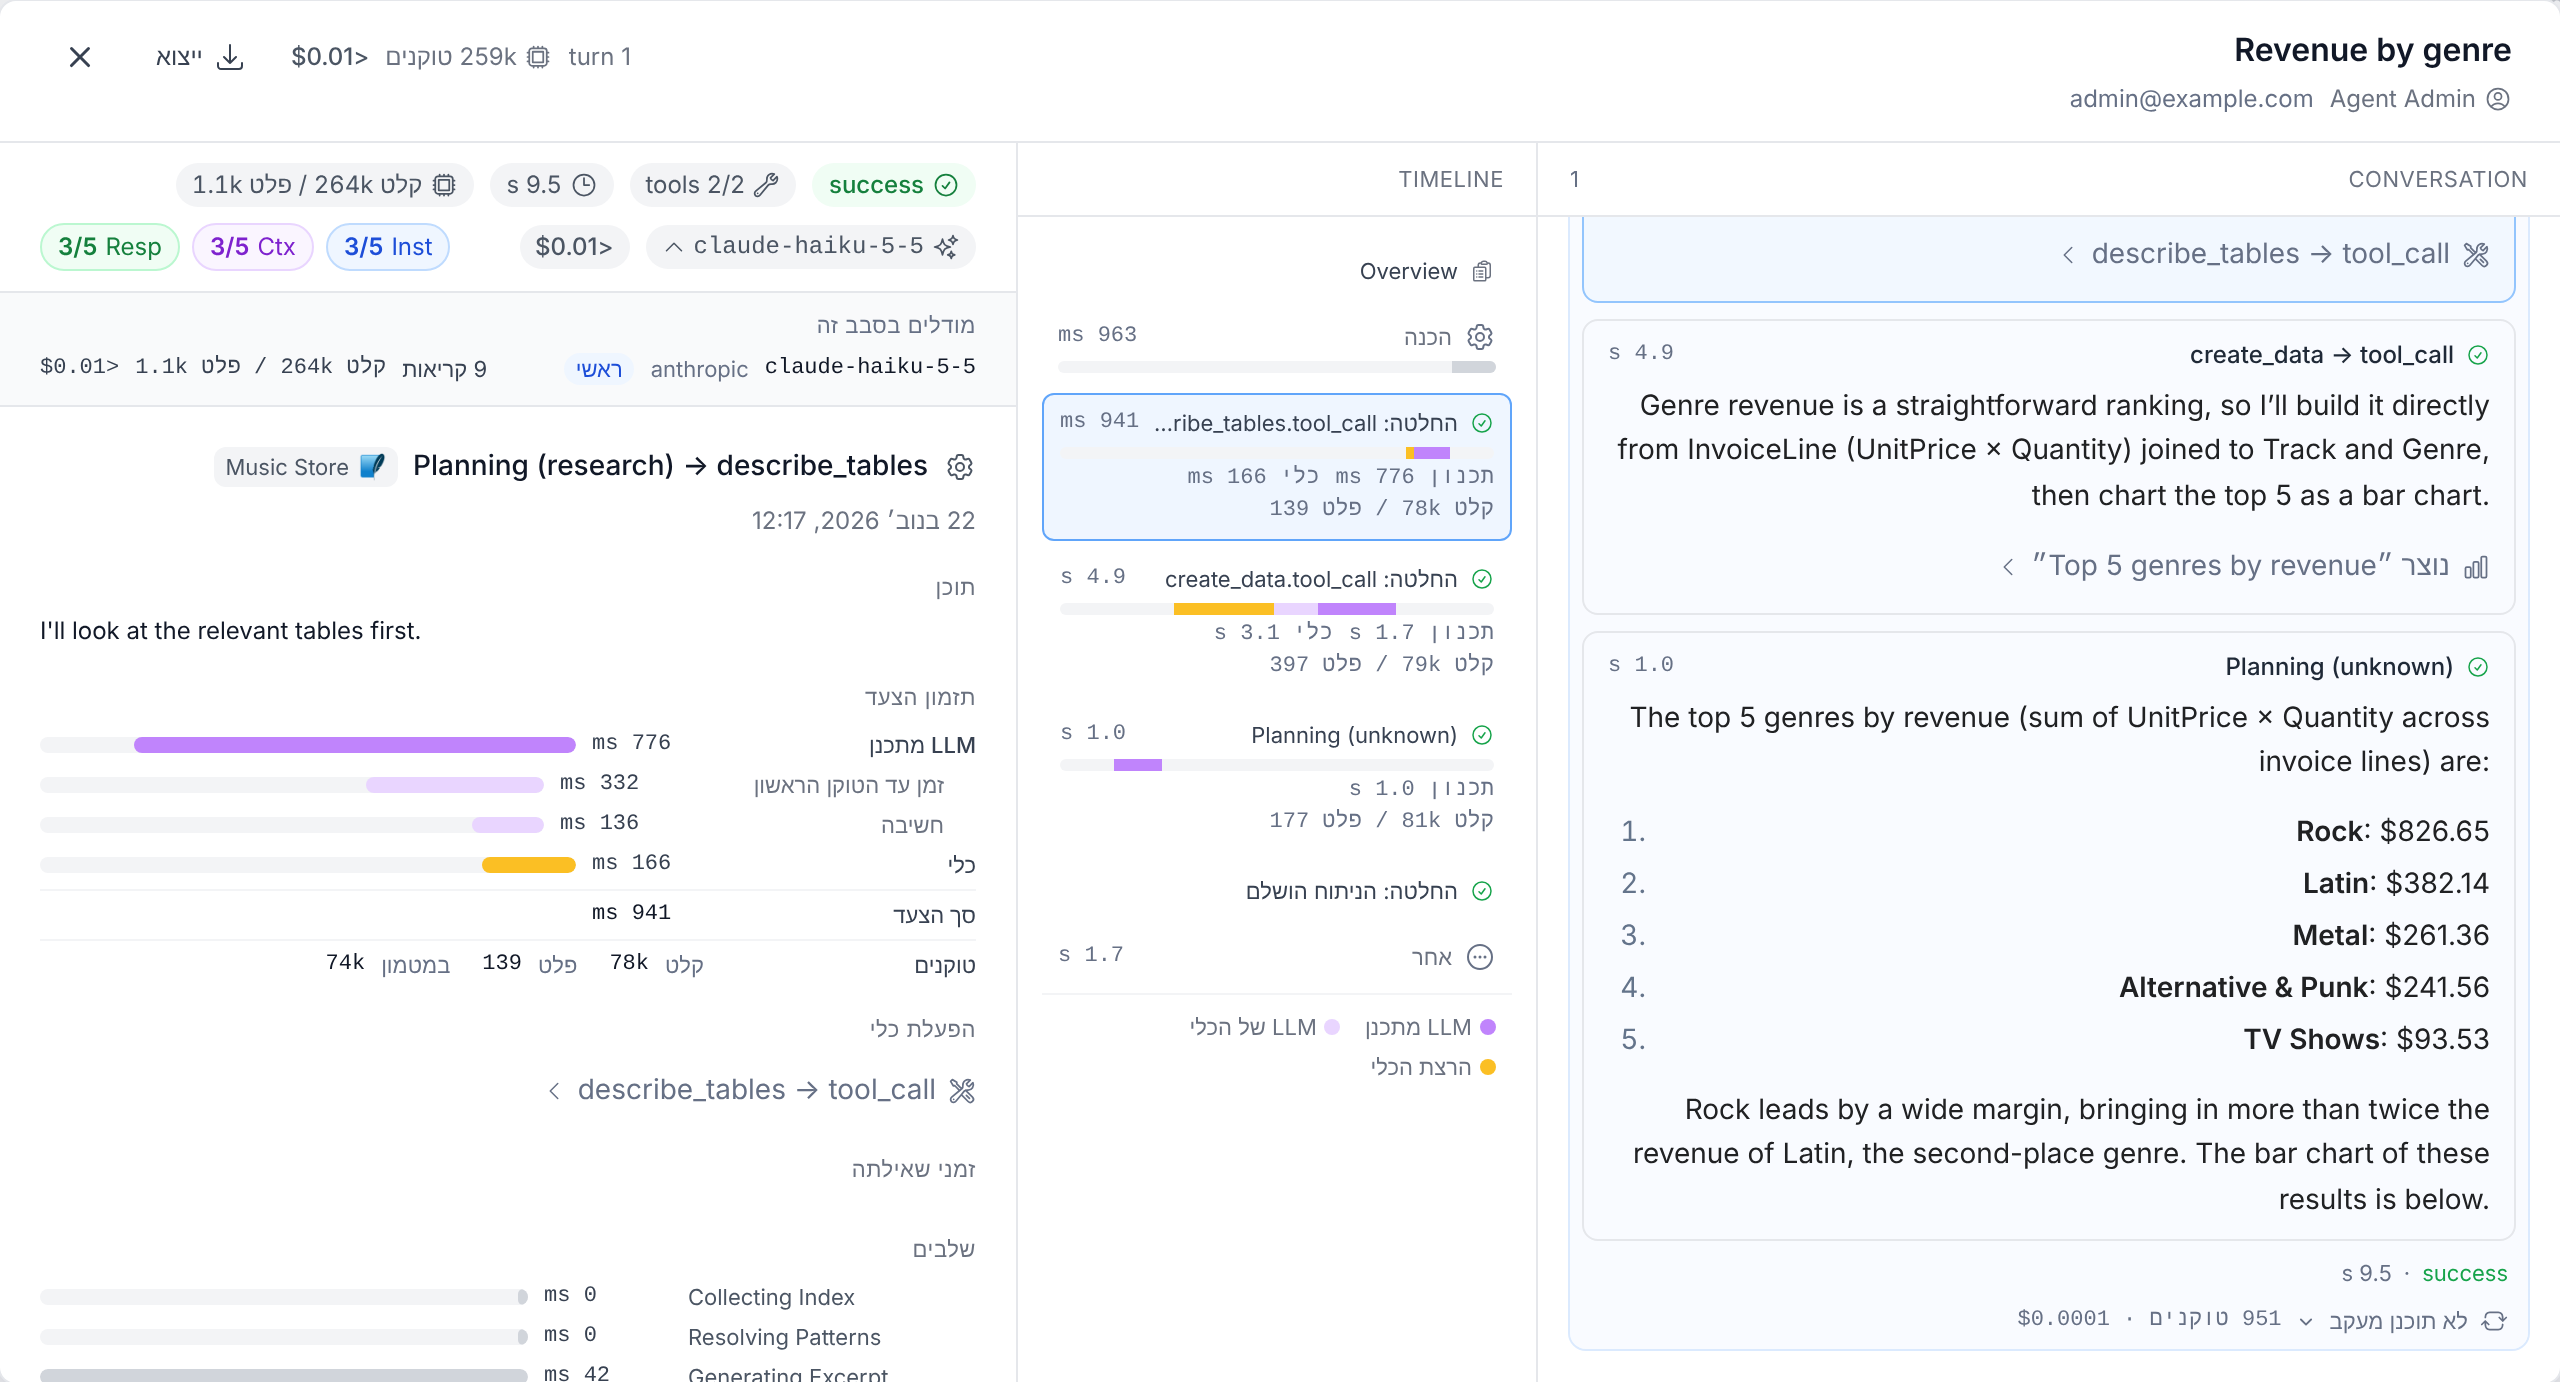 Revenue by genre
admin@example.com Agent Admin
turn 1
259k טוקנים
<$0.01
ייצוא
CONVERSATION
1
describe_tables → tool_call
create_data → tool_call
4.9 s
Genre revenue is a straightforward ranking, so I’ll build it directly
from InvoiceLine (UnitPrice × Quantity) joined to Track and Genre,
then chart the top 5 as a bar chart.
נוצר ״Top 5 genres by revenue״
Planning (unknown)
1.0 s
The top 5 genres by revenue (sum of UnitPrice × Quantity across
invoice lines) are:
1. Rock: $826.65
2. Latin: $382.14
3. Metal: $261.36
4. Alternative & Punk: $241.56
5. TV Shows: $93.53
Rock leads by a wide margin, bringing in more than twice the
revenue of Latin, the second-place genre. The bar chart of these
results is below.
success · 9.5 s
לא תוכנן מעקב 951 טוקנים · $0.0001
TIMELINE
Overview
הכנה 963 ms
החלטה: ribe_tables.tool_call... 941 ms
תכנון 776 ms כלי 166 ms
קלט 78k / פלט 139
החלטה: create_data.tool_call 4.9 s
תכנון 1.7 s כלי 3.1 s
קלט 79k / פלט 397
Planning (unknown) 1.0 s
תכנון 1.0 s
קלט 81k / פלט 177
החלטה: הניתוח הושלם
אחר 1.7 s
LLM מתכנן LLM של הכלי
הרצת הכלי
success tools 2/2 9.5 s קלט 264k / פלט 1.1k
claude-haiku-5-5 <$0.01 3/5 Inst 3/5 Ctx 3/5 Resp
מודלים בסבב זה
claude-haiku-5-5 anthropic ראשי 9 קריאות קלט 264k / פלט 1.1k <$0.01
Planning (research) → describe_tables Music Store
22 בנוב׳ 2026, 12:17
תוכן
I'll look at the relevant tables first.
תזמון הצעד
LLM מתכנן 776 ms
זמן עד הטוקן הראשון 332 ms
חשיבה 136 ms
כלי 166 ms
סך הצעד 941 ms
טוקנים קלט 78k פלט 139 במטמון 74k
הפעלת כלי
describe_tables → tool_call
זמני שאילתה
שלבים
Collecting Index 0 ms
Resolving Patterns 0 ms
Generating Excerpt 42 ms